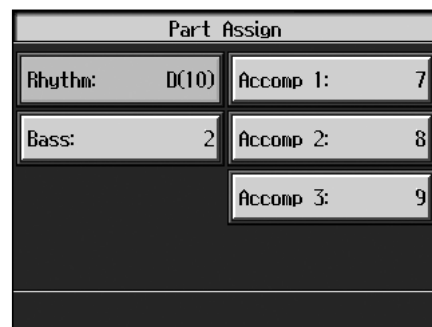 Part Assign
Rhythm: D(10)
Accomp 1: 7
Bass: 2
Accomp 2: 8
Accomp 3: 9